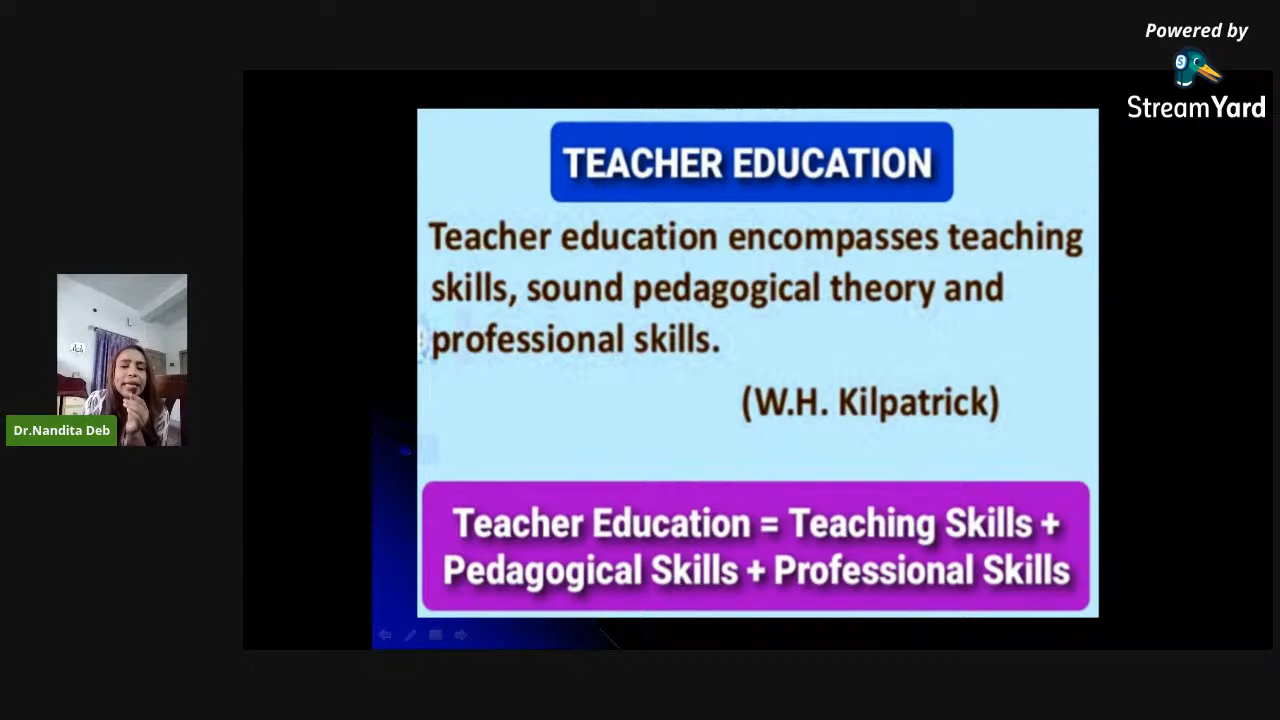 Powered by
StreamYard
TEACHER EDUCATION
Teacher education encompasses teaching
skills, sound pedagogical theory and
professional skills.
(W.H. Kilpatrick)
Teacher Education = Teaching Skills +
Pedagogical Skills + Professional Skills
Dr.Nandita Deb